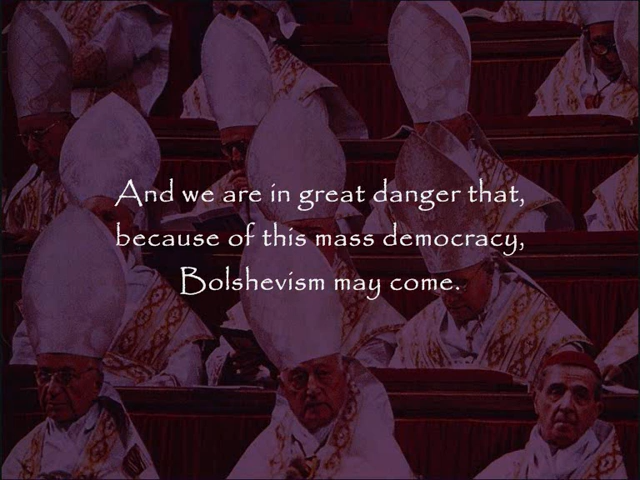 And we are in great danger that,
because of this mass democracy,
Bolshevism may come.